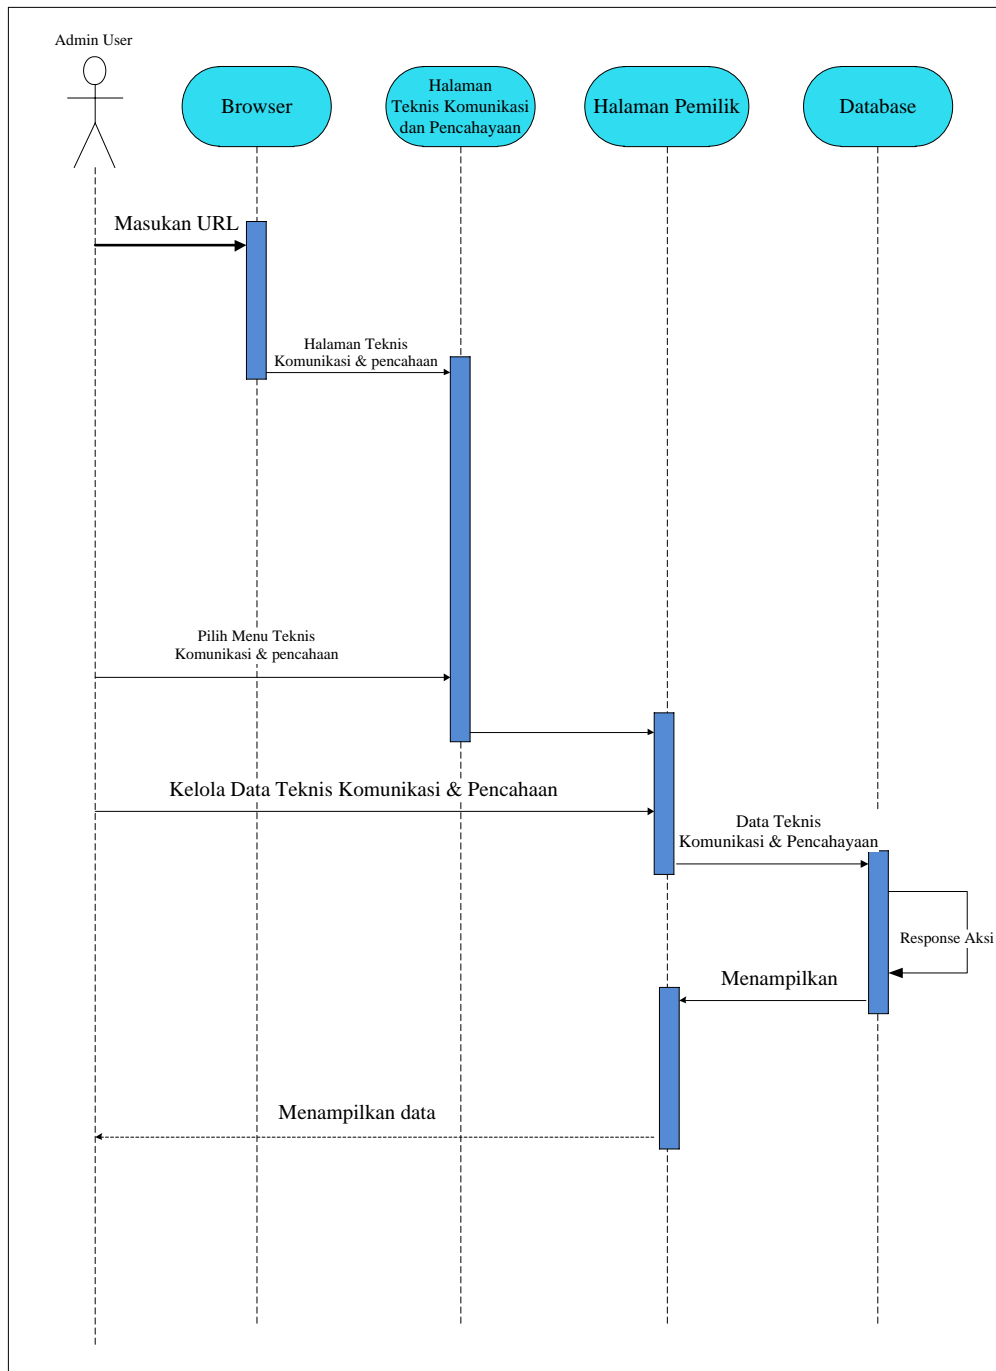 Admin User
Browser
Halaman
Teknis Komunikasi
dan Pencahayaan
Halaman Pemilik
Database
Masukan URL
Halaman Teknis
Komunikasi & pencahaan
Pilih Menu Teknis
Komunikasi & pencahaan
Kelola Data Teknis Komunikasi & Pencahaan
Data Teknis
Komunikasi & Pencahayaan
Response Aksi
Menampilkan
Menampilkan data